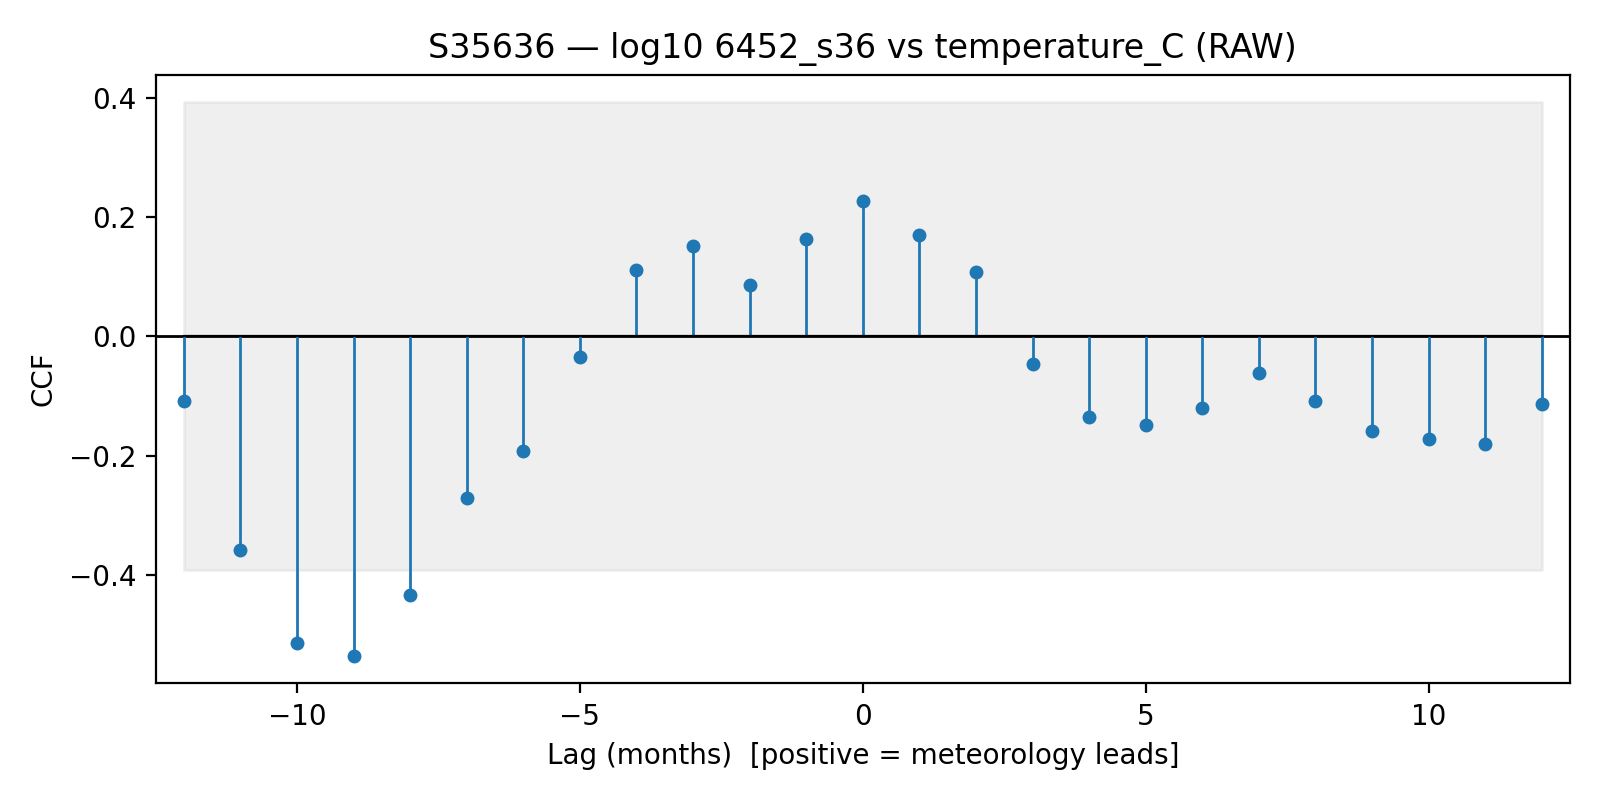 S35636 — log10 6452_s36 vs temperature_C (RAW)
CCF
0.4
0.2
0.0
−0.2
−0.4
−10 −5 0 5 10
Lag (months)  [positive = meteorology leads]